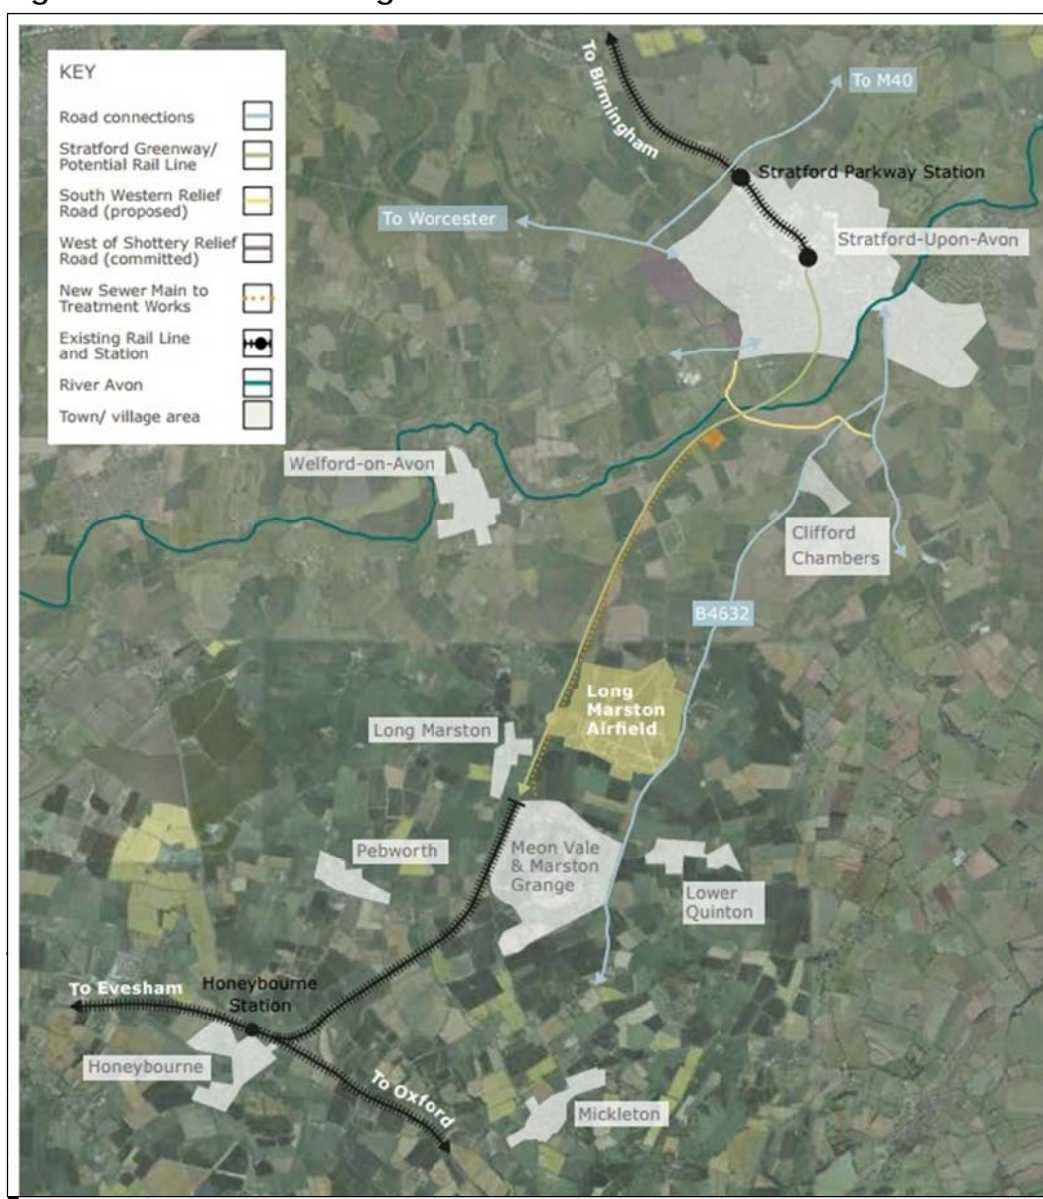 KEY
Road connections
Stratford Greenway/
Potential Rail Line
South Western Relief
Road (proposed)
West of Shottery Relief
Road (committed)
New Sewer Main to
Treatment Works
Existing Rail Line
and Station
River Avon
Town/ village area
To Birmingham
To M40
Stratford Parkway Station
To Worcester
Stratford-Upon-Avon
Welford-on-Avon
Clifford
Chambers
B4632
Long
Marston
Airfield
Long Marston
Pebworth
Meon Vale
& Marston
Grange
Lower
Quinton
Honeybourne
Station
To Evesham
Honeybourne
To Oxford
Mickleton